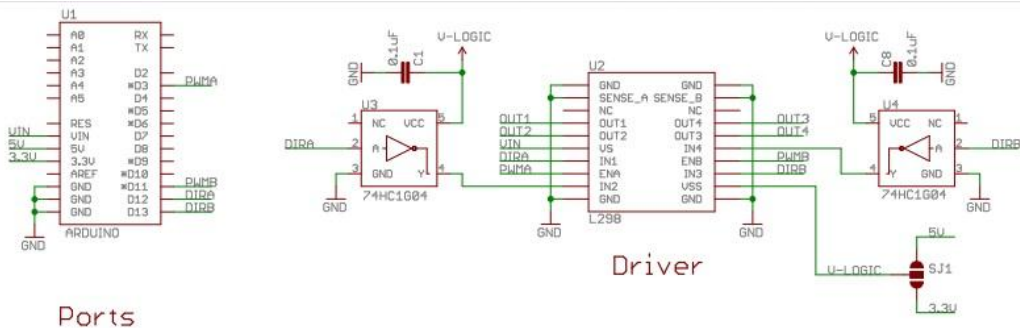 U1
A0 RX
A1 TX
A2
A3 D2
A4 *D3 PWMA
A5 D4
*D5
RES *D6
VIN VIN D7
5V 5V D8
3.3V 3.3V *D9
AREF *D10
GND *D11 PWMB
GND D12 DIRA
GND D13 DIRB
GND
ARDUINO
Ports
V-LOGIC
GND
0.1uF
C1
U3
1 NC VCC 5
DIRA 2 A
3 GND Y 4
GND
74HC1G04
U2
GND GND
SENSE_A SENSE_B
NC NC
OUT1 OUT1 OUT4 OUT3
OUT2 OUT2 OUT3 OUT4
VIN VS IN4
DIRA IN1 ENB PWMB
PWMA ENA IN3 DIRB
IN2 VSS
GND GND
L298
GND
GND
Driver
V-LOGIC
C8
0.1uF
GND
U4
5 VCC NC 1
A 2 DIRB
4 Y GND 3
74HC1G04
GND
5V
V-LOGIC
SJ1
3.3V